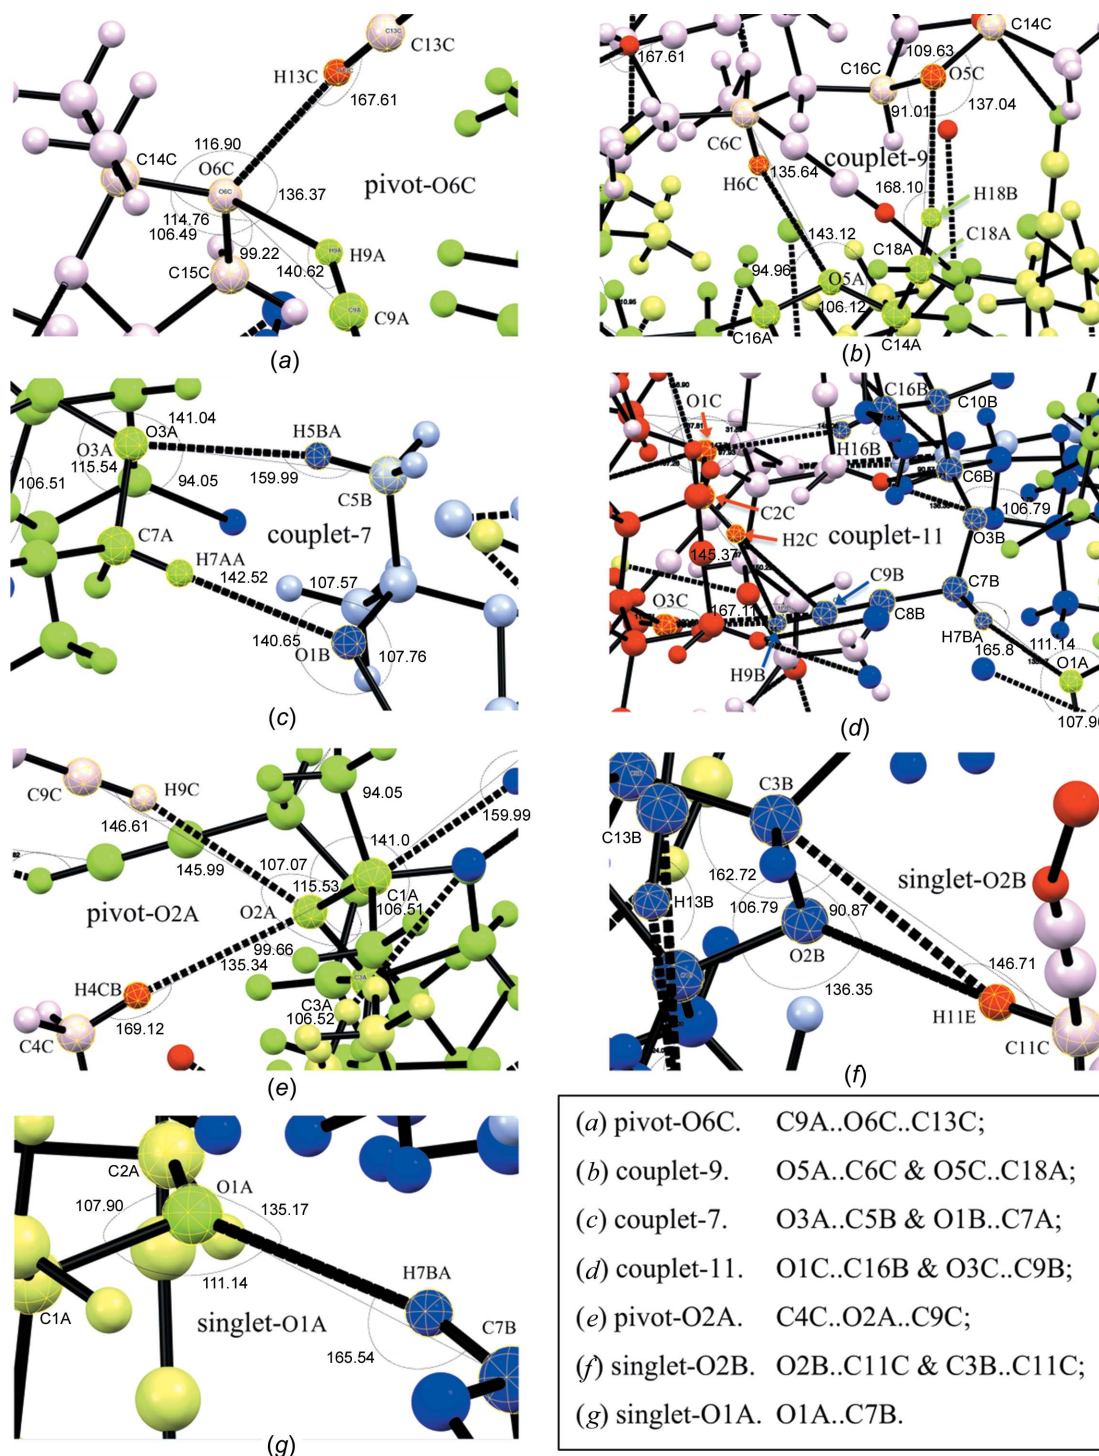 C13C
C13C
H13C
167.61
116.90
C14C
O6C
O6C
136.37
pivot-O6C
114.76
106.49
99.22
H9A
H9A
C15C
140.62
C9A
C9A
(a)
C14C
109.63
167.61
C16C
O5C
91.01
137.04
C6C
couplet-9
135.64
H6C
168.10
H18B
143.12
C18A
94.96
O5A
110.95
106.12
C16A
C14A
(b)
141.04
O3A
H5BA
O3A
115.54
159.99
94.05
106.51
C5B
C7A
couplet-7
H7AA
142.52
107.57
140.65
O1B
107.76
(c)
O1C
C16B
C10B
H16B
C6B
106.79
C2C
couplet-11
O3B
H2C
145.37
C9B
C7B
O3C
167.11
C8B
H7BA
111.14
165.8
H9B
O1A
107.90
(d)
C9C
H9C
94.05
159.99
146.61
141.0
145.99
107.07
115.53
C1A
pivot-O2A
O2A
106.51
99.66
135.34
H4CB
C3A
C3A
106.52
169.12
C4C
(e)
C3B
C13B
162.72
singlet-O2B
H13B
106.79
90.87
O2B
146.71
136.35
H11E
C11C
(f)
C2A
O1A
107.90
135.17
111.14
H7BA
C1A
singlet-O1A
C7B
165.54
(g)
(a) pivot-O6C. C9A..O6C..C13C;
(b) couplet-9. O5A..C6C & O5C..C18A;
(c) couplet-7. O3A..C5B & O1B..C7A;
(d) couplet-11. O1C..C16B & O3C..C9B;
(e) pivot-O2A. C4C..O2A..C9C;
(f) singlet-O2B. O2B..C11C & C3B..C11C;
(g) singlet-O1A. O1A..C7B.